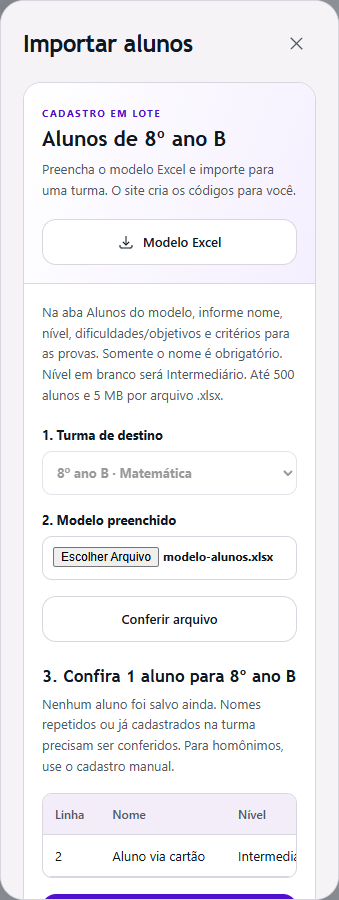 Importar alunos
CADASTRO EM LOTE
Alunos de 8º ano B
Preencha o modelo Excel e importe para
uma turma. O site cria os códigos para você.
Modelo Excel
Na aba Alunos do modelo, informe nome,
nível, dificuldades/objetivos e critérios para
as provas. Somente o nome é obrigatório.
Nível em branco será Intermediário. Até 500
alunos e 5 MB por arquivo .xlsx.
1. Turma de destino
8º ano B · Matemática
2. Modelo preenchido
Escolher Arquivo modelo-alunos.xlsx
Conferir arquivo
3. Confira 1 aluno para 8º ano B
Nenhum aluno foi salvo ainda. Nomes
repetidos ou já cadastrados na turma
precisam ser conferidos. Para homônimos,
use o cadastro manual.
Linha Nome Nível
2 Aluno via cartão Intermedia